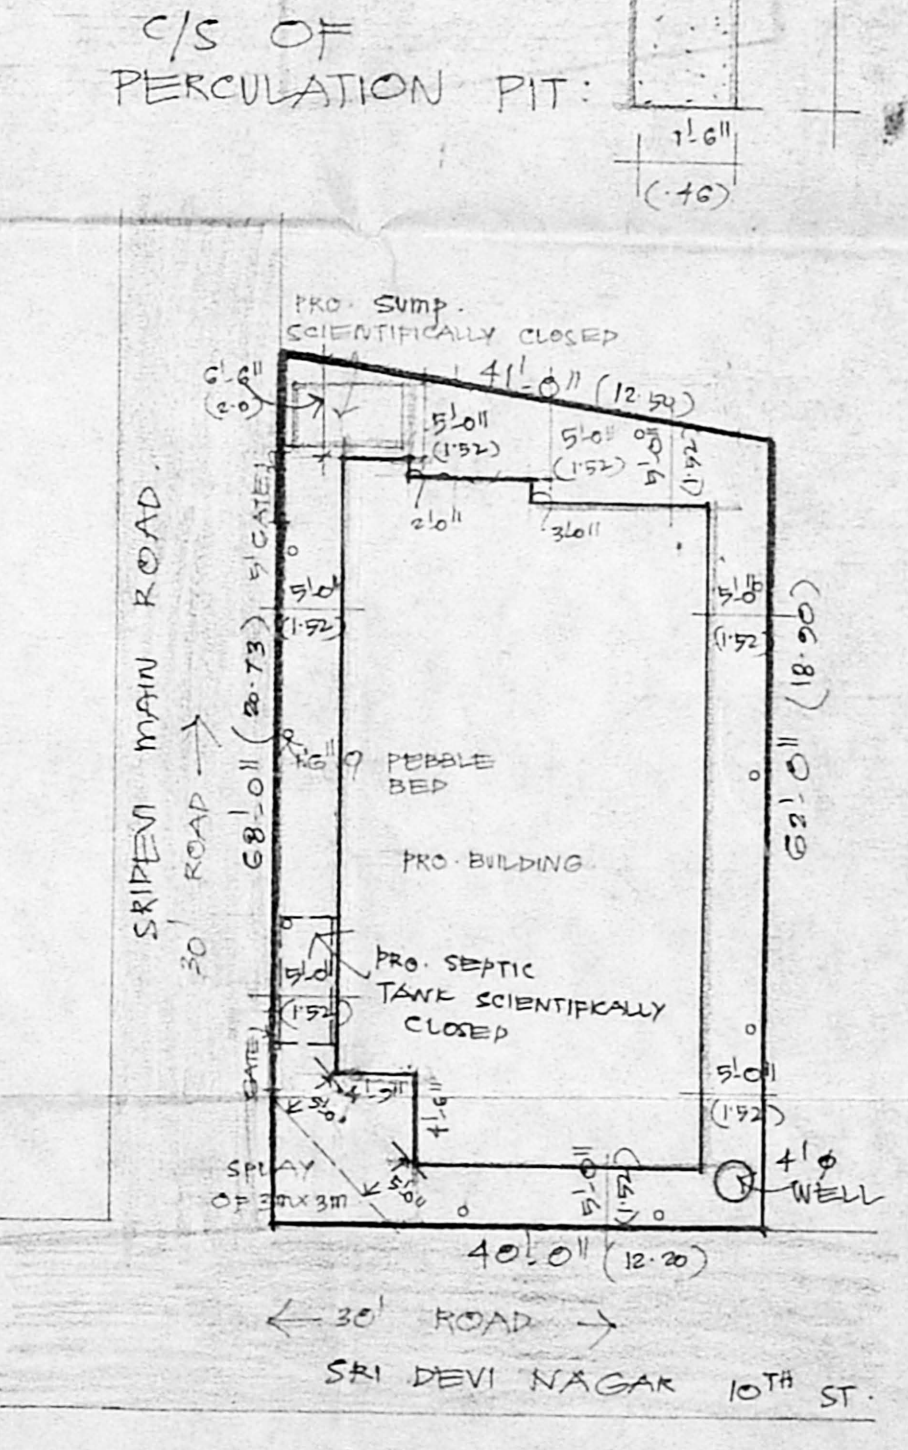 C/S OF
PERCULATION PIT:
1'-6"
(.46)
PRO. Sump.
SCIENTIFICALLY CLOSED
6'-6"
(2.0)
41'-0" (12.50)
5'-0"
(1.52)
5'-0"
(1.52)
5'-0"
(1.52)
2'-0"
3'-0"
5' GATE
5'-0"
(1.52)
5'-0"
(1.52)
SRIDEVI MAIN ROAD.
30' ROAD
68'-0" (20.73)
62'-0" (18.90)
PEBBLE
BED
PRO. BUILDING
PRO. SEPTIC
TANK SCIENTIFICALLY
CLOSED
5'-0"
(1.52)
GATE
4'-9"
5'-0"
5'-0"
(1.52)
SPLAY
OF 3m x 3m
5'-0"
5'-0"
(1.52)
4' φ
WELL
40'-0" (12.20)
30' ROAD
SRI DEVI NAGAR 10TH ST.